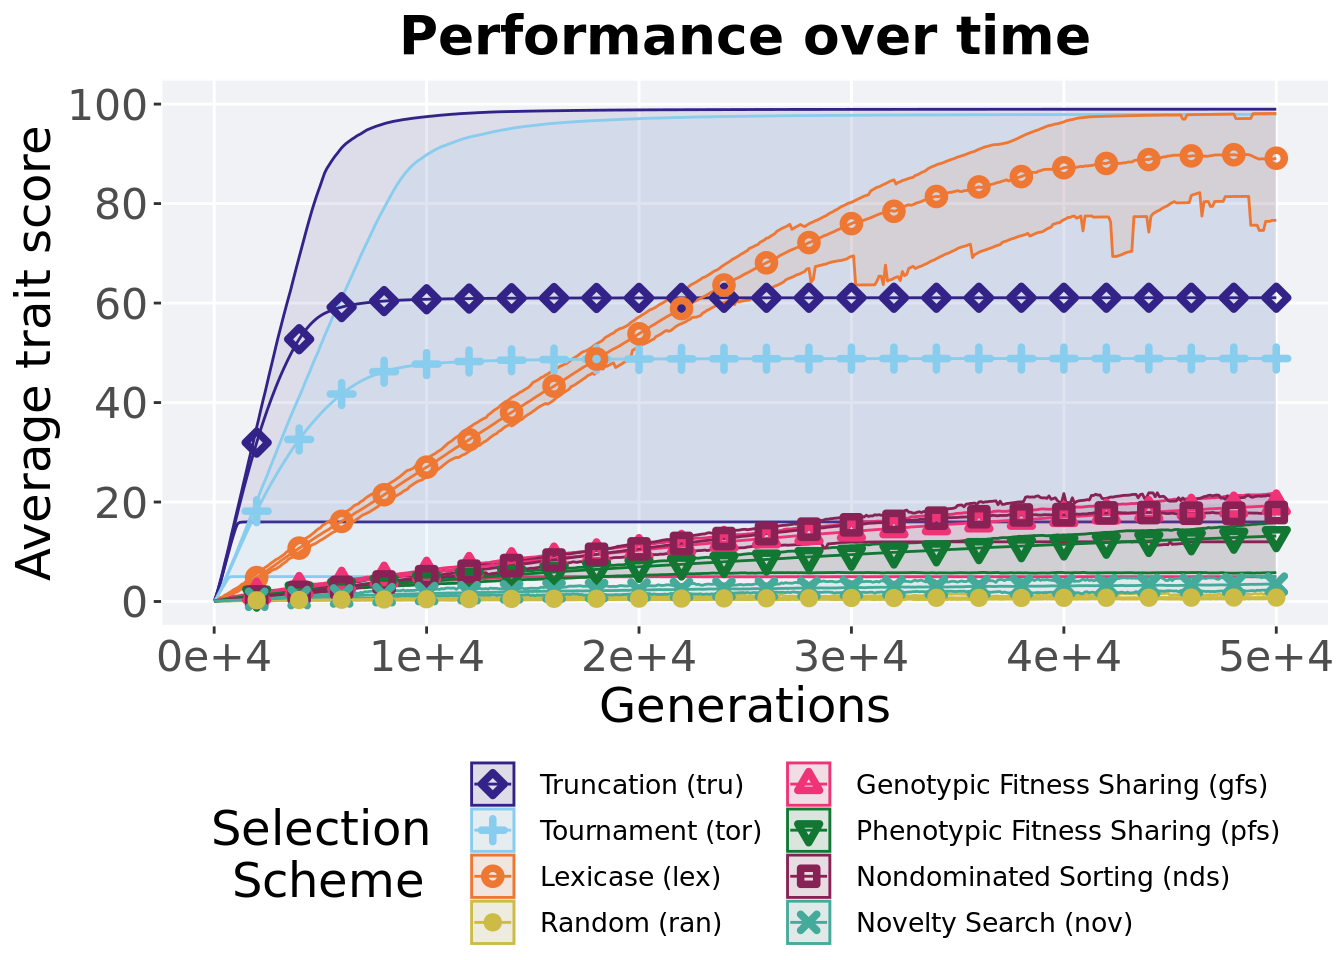 Performance over time
Average trait score
100
80
60
40
20
0
0e+4 1e+4 2e+4 3e+4 4e+4 5e+4
Generations
Selection
Scheme
Truncation (tru)
Tournament (tor)
Lexicase (lex)
Random (ran)
Genotypic Fitness Sharing (gfs)
Phenotypic Fitness Sharing (pfs)
Nondominated Sorting (nds)
Novelty Search (nov)